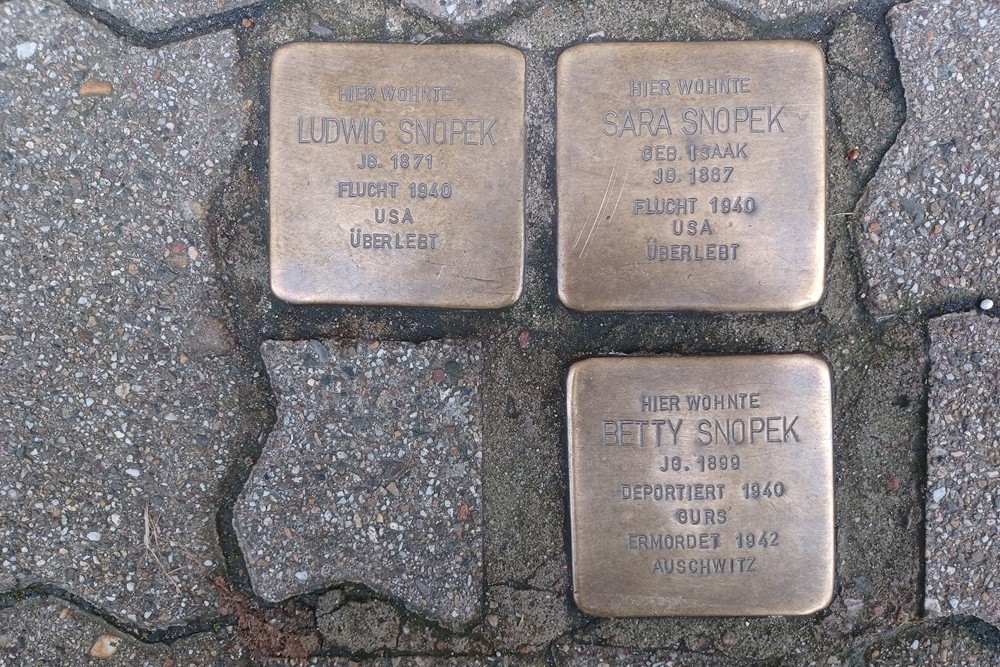 HIER WOHNTE
LUDWIG SNOPEK
JG. 1871
FLUCHT 1940
USA
ÜBERLEBT
HIER WOHNTE
SARA SNOPEK
GEB. ISAAK
JG. 1867
FLUCHT 1940
USA
ÜBERLEBT
HIER WOHNTE
BETTY SNOPEK
JG. 1899
DEPORTIERT 1940
GURS
ERMORDET 1942
AUSCHWITZ